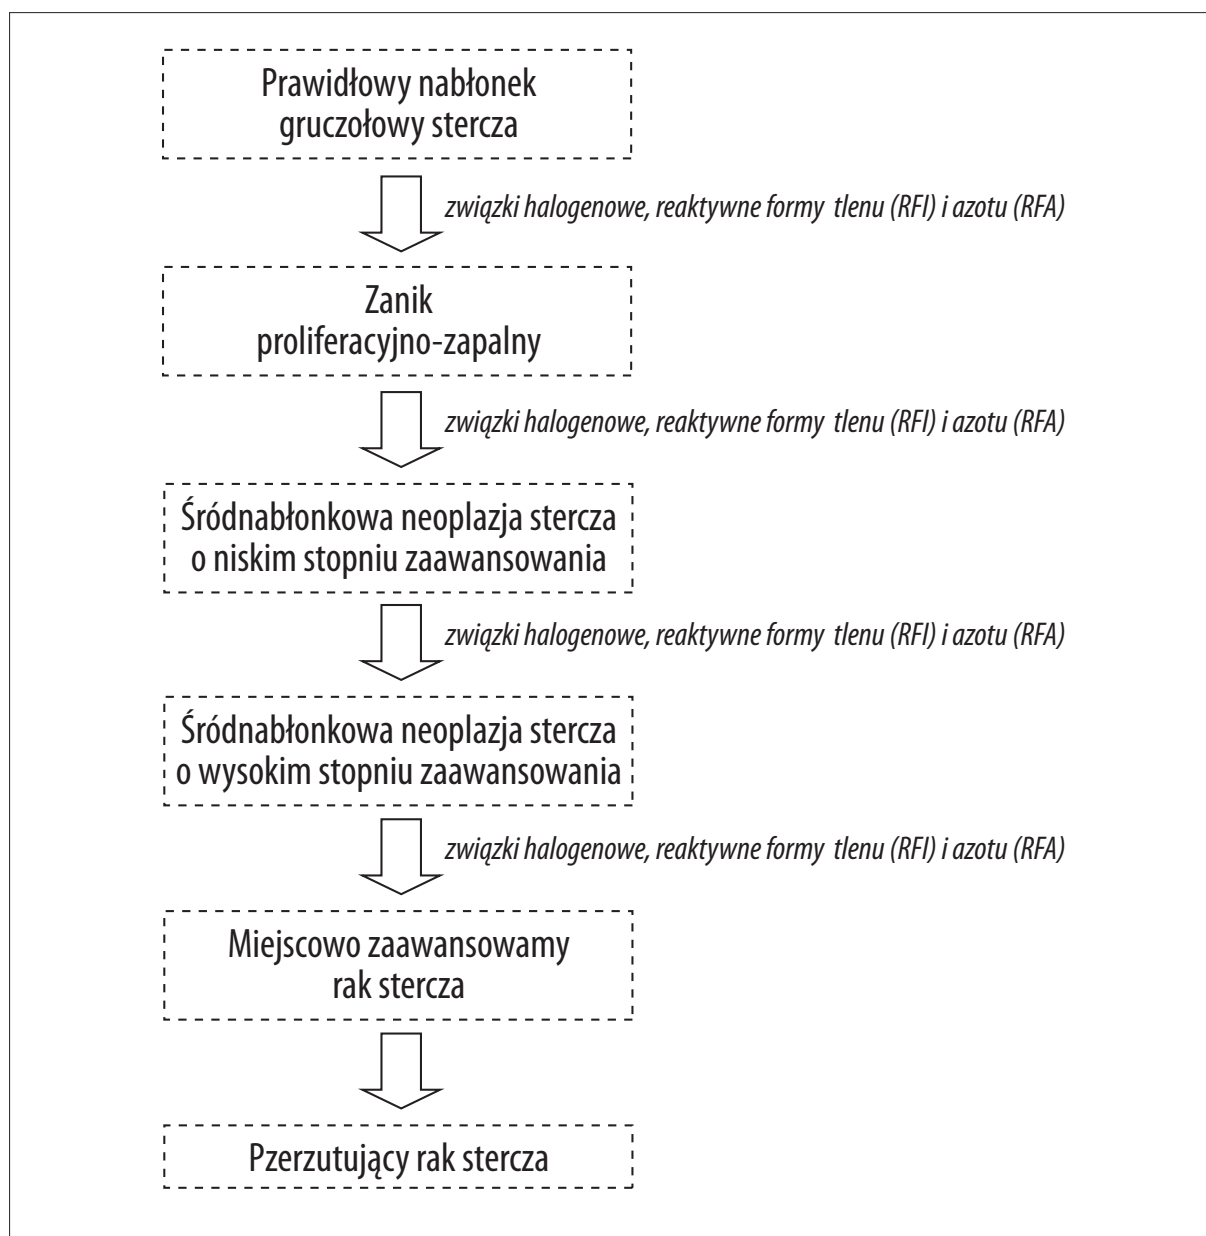 Prawidłowy nabłonek
gruczołowy stercza
związki halogenowe, reaktywne formy tlenu (RFI) i azotu (RFA)
Zanik
proliferacyjno-zapalny
związki halogenowe, reaktywne formy tlenu (RFI) i azotu (RFA)
Śródnabłonkowa neoplazja stercza
o niskim stopniu zaawansowania
związki halogenowe, reaktywne formy tlenu (RFI) i azotu (RFA)
Śródnabłonkowa neoplazja stercza
o wysokim stopniu zaawansowania
związki halogenowe, reaktywne formy tlenu (RFI) i azotu (RFA)
Miejscowo zaawansowamy
rak stercza
Pzerzutujący rak stercza